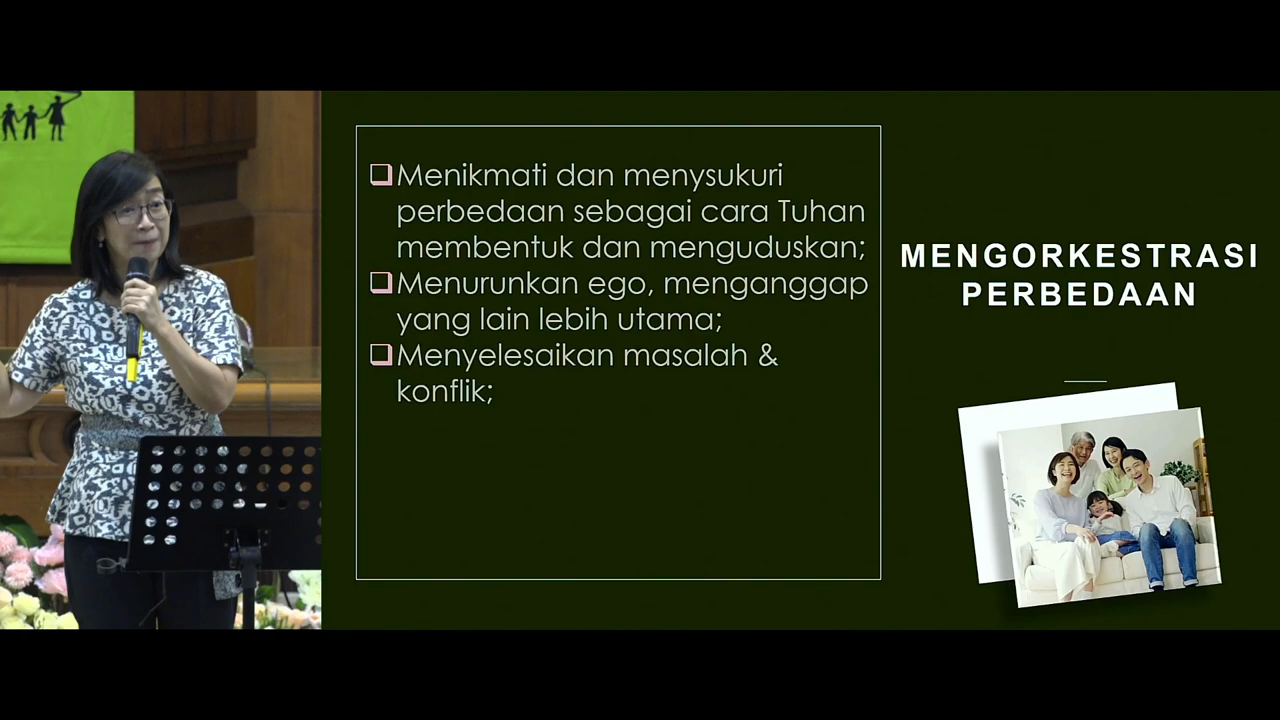 Menikmati dan menysukuri
perbedaan sebagai cara Tuhan
membentuk dan menguduskan;
Menurunkan ego, menganggap
yang lain lebih utama;
Menyelesaikan masalah &
konflik;
MENGORKESTRASI
PERBEDAAN